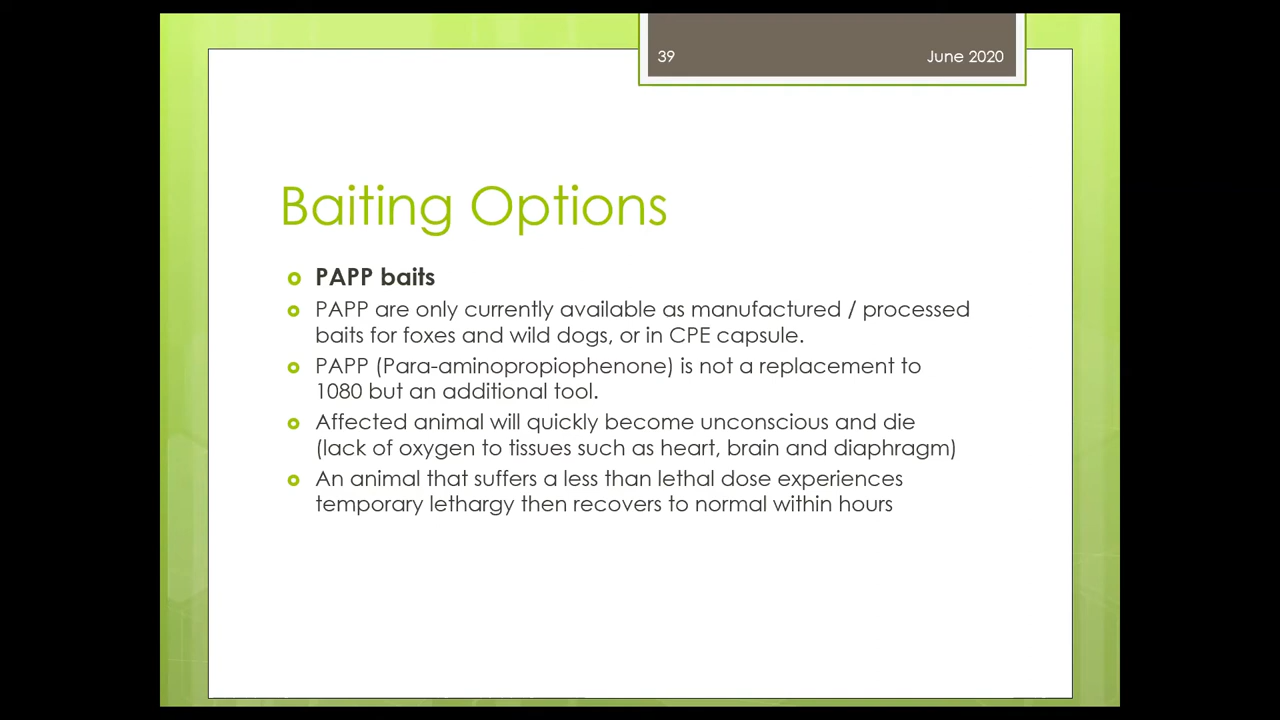 39 June 2020
Baiting Options
PAPP baits
PAPP are only currently available as manufactured / processed
baits for foxes and wild dogs, or in CPE capsule.
PAPP (Para-aminopropiophenone) is not a replacement to
1080 but an additional tool.
Affected animal will quickly become unconscious and die
(lack of oxygen to tissues such as heart, brain and diaphragm)
An animal that suffers a less than lethal dose experiences
temporary lethargy then recovers to normal within hours